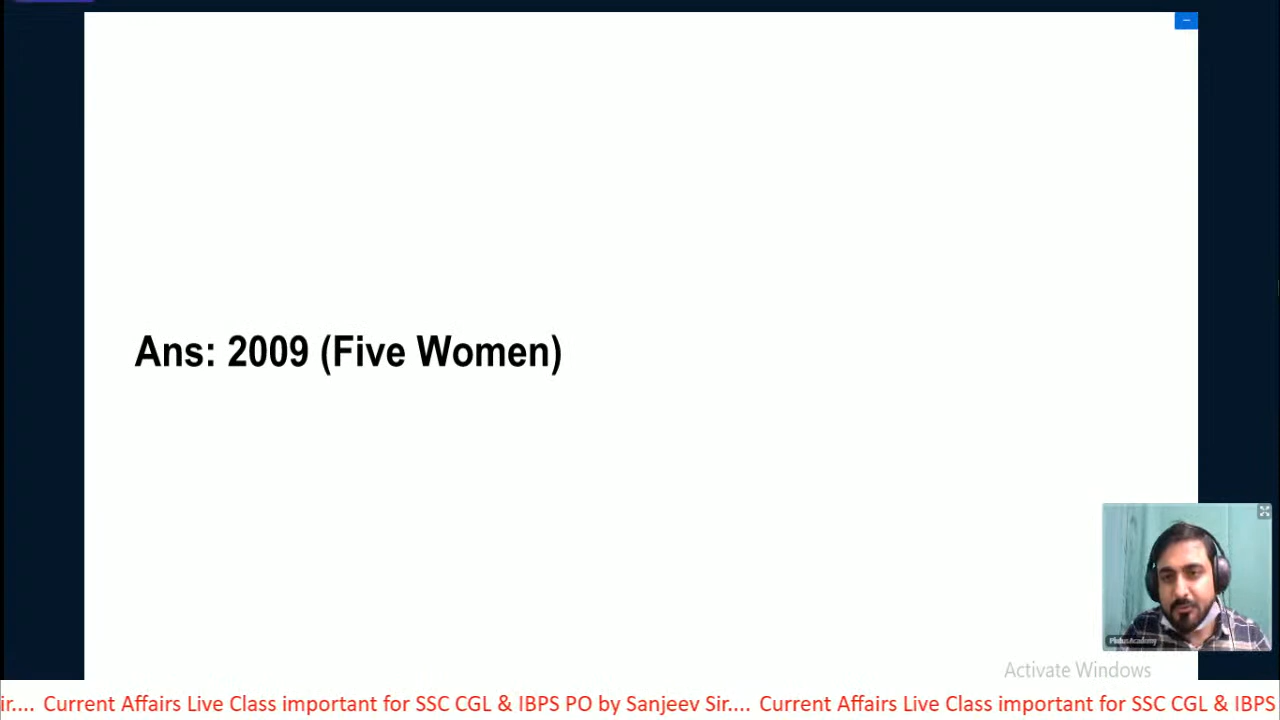 Ans: 2009 (Five Women)
PlutusAcademy
Activate Windows
ir.... Current Affairs Live Class important for SSC CGL & IBPS PO by Sanjeev Sir.... Current Affairs Live Class important for SSC CGL & IBPS